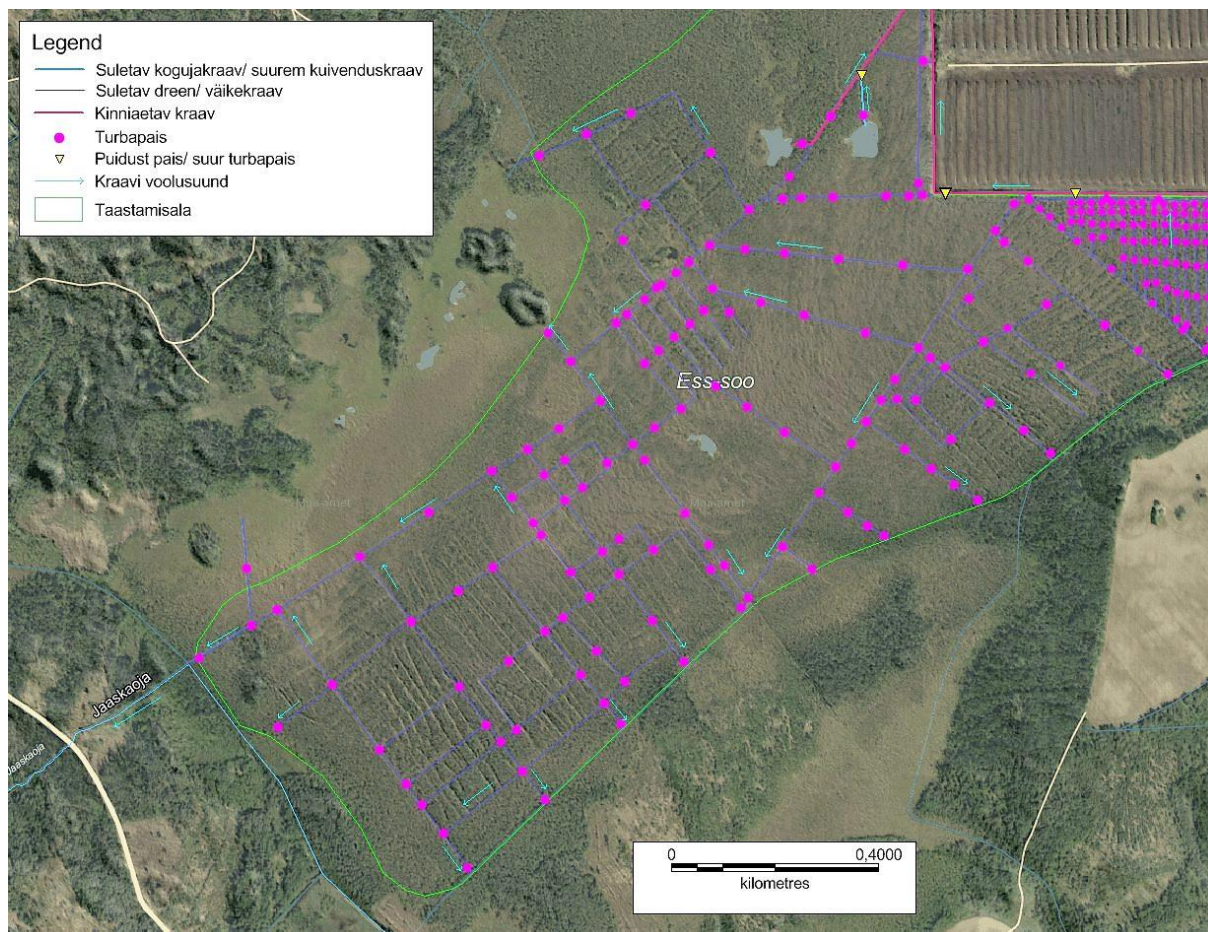 Legend
Suletav kogujakraav/ suurem kuivenduskraav
Suletav dreen/ väikekraav
Kinniaetav kraav
Turbapais
Puidust pais/ suur turbapais
Kraavi voolusuund
Taastamisala
Ess-soo
Jaaskaoja
Jaaskaoja
0 0,4000
kilometres